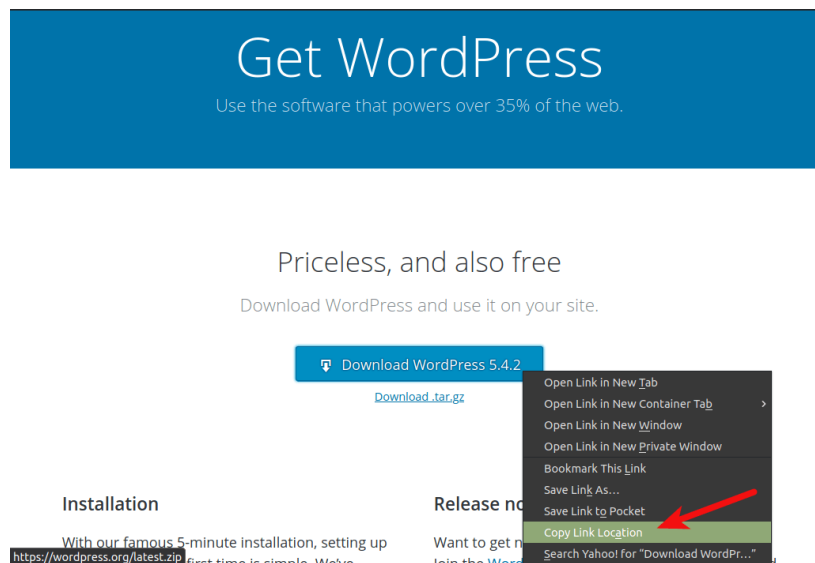 Get WordPress
Use the software that powers over 35% of the web.
Priceless, and also free
Download WordPress and use it on your site.
Download WordPress 5.4.2
Download .tar.gz
Open Link in New Tab
Open Link in New Container Tab
Open Link in New Window
Open Link in New Private Window
Bookmark This Link
Save Link As...
Save Link to Pocket
Copy Link Location
Search Yahoo! for “Download WordPr...”
Installation
With our famous 5-minute installation, setting up
first time is simple. We’ve
Release
Want to get
Join the
https://wordpress.org/latest.zip